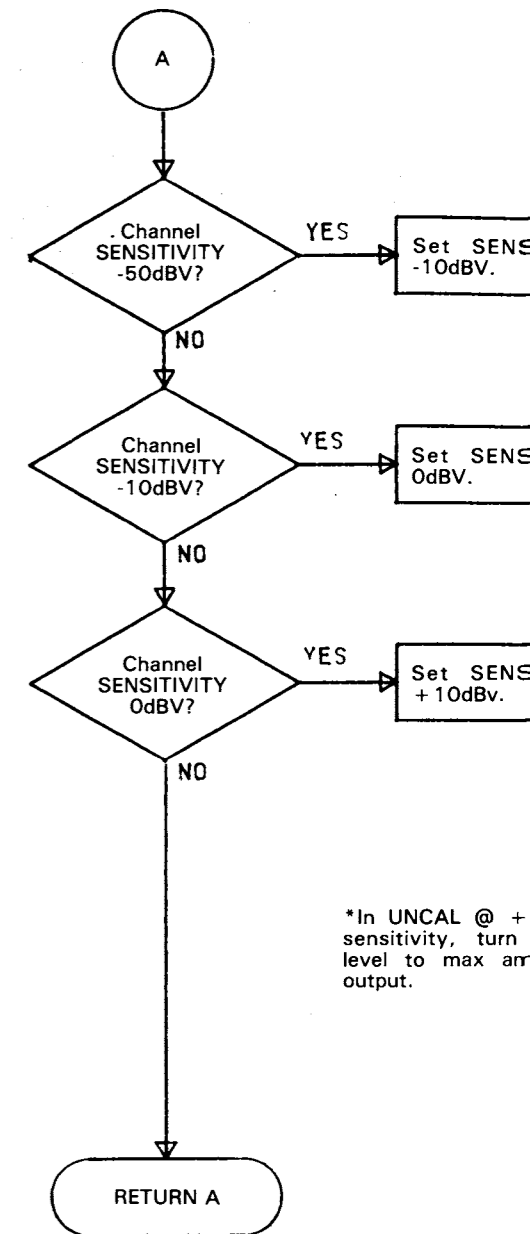 A
Channel
SENSITIVITY
-50dBV?
YES
Set SENS
-10dBV.
NO
Channel
SENSITIVITY
-10dBV?
YES
Set SENS
0dBV.
NO
Channel
SENSITIVITY
0dBV?
YES
Set SENS
+10dBv.
NO
*In UNCAL @ +
sensitivity, turn
level to max am
output.
RETURN A